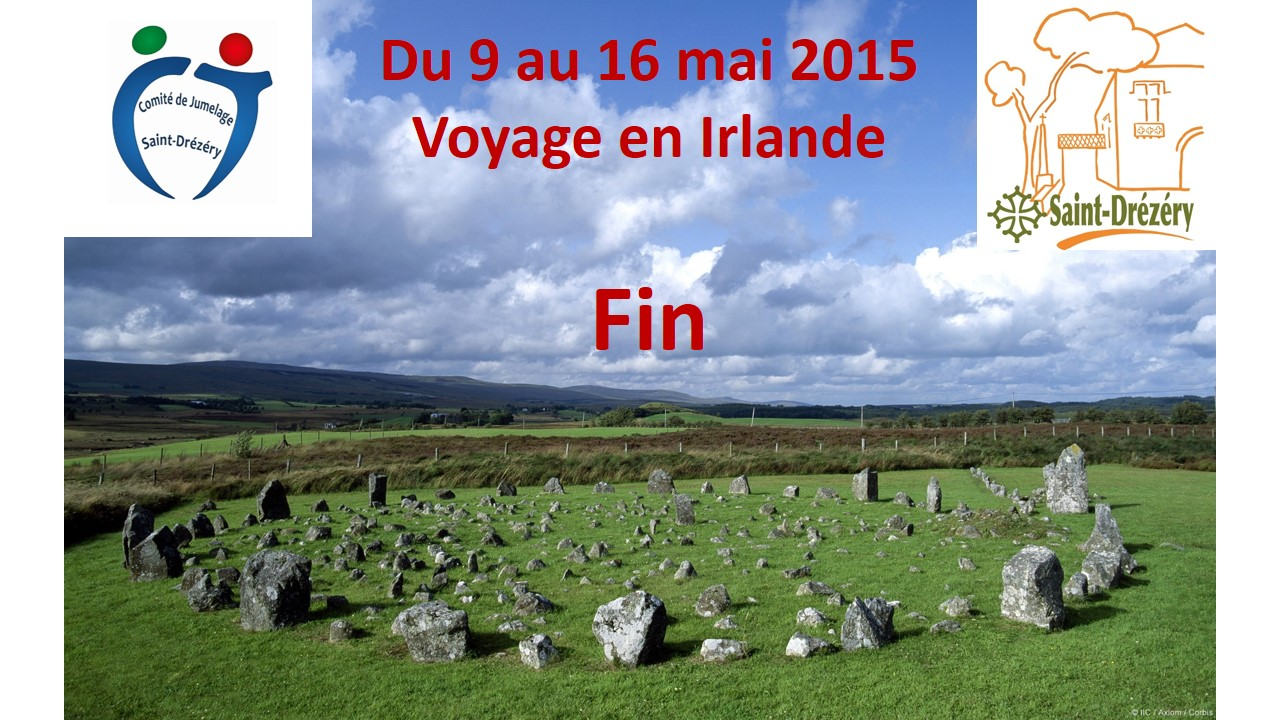 Du 9 au 16 mai 2015
Voyage en Irlande
Comité de Jumelage
Saint-Drézéry
Saint-Drézéry
Fin
© IIC / Axiom / Corbis